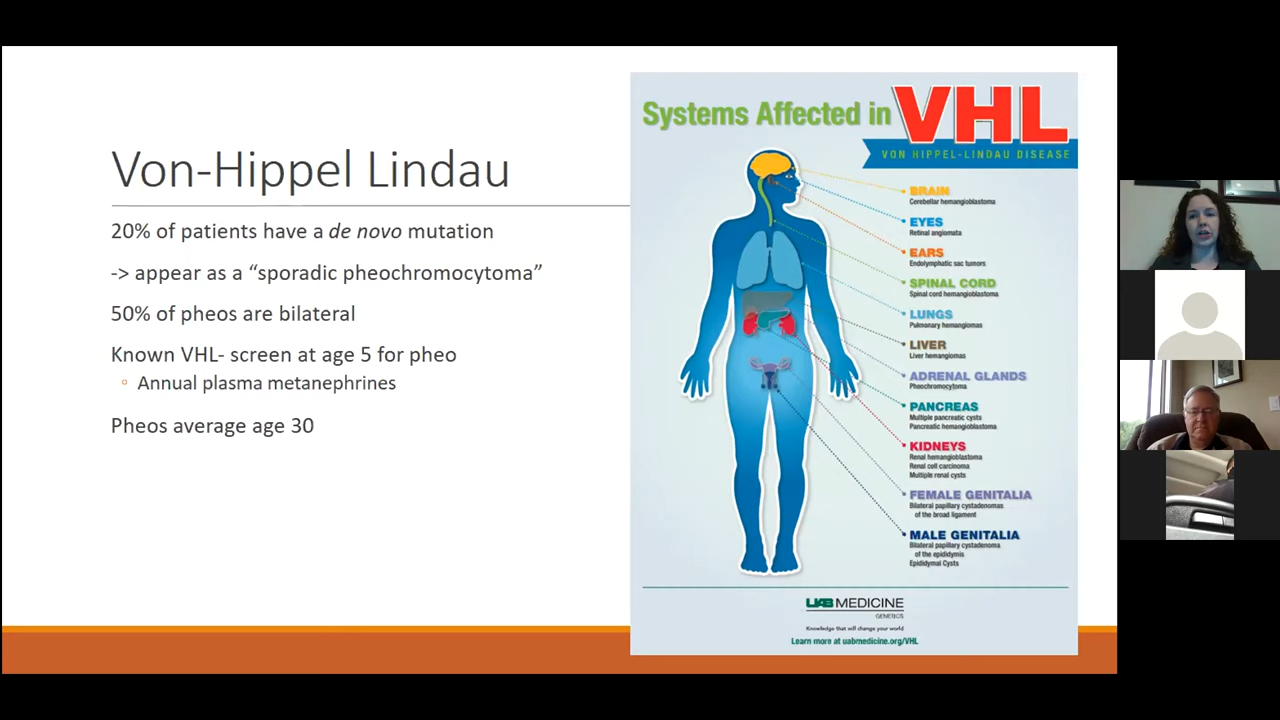 Von-Hippel Lindau
20% of patients have a de novo mutation
-> appear as a “sporadic pheochromocytoma”
50% of pheos are bilateral
Known VHL- screen at age 5 for pheo
◦ Annual plasma metanephrines
Pheos average age 30
Systems Affected in VHL
VON HIPPEL-LINDAU DISEASE
BRAIN
Cerebellar hemangioblastoma
EYES
Retinal angiomata
EARS
Endolymphatic sac tumors
SPINAL CORD
Spinal cord hemangioblastoma
LUNGS
Pulmonary hemangiomas
LIVER
Liver hemangiomas
ADRENAL GLANDS
Pheochromocytoma
PANCREAS
Multiple pancreatic cysts
Pancreatic hemangioblastoma
KIDNEYS
Renal hemangioblastoma
Renal cell carcinoma
Multiple renal cysts
FEMALE GENITALIA
Bilateral papillary cystadenomas
of the broad ligament
MALE GENITALIA
Bilateral papillary cystadenoma
of the epididymis
Epididymal Cysts
UAB MEDICINE
GENETICS
Knowledge that will change your world
Learn more at uabmedicine.org/VHL